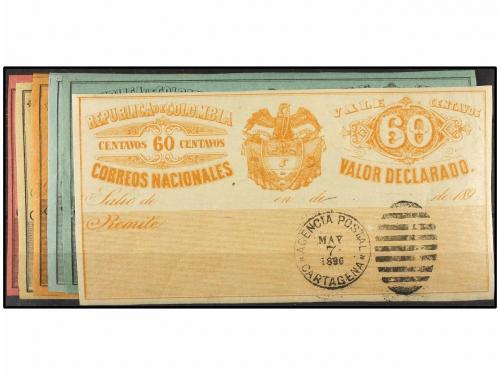 REPUBLICA DE COLOMBIA
CENTAVOS 60 CENTAVOS
CORREOS NACIONALES
VALE CENTAVOS
60
VALOR DECLARADO.
Salió de en de de 189
Remite
AGENCIA POSTAL
MAY
7
1896
CARTAGENA